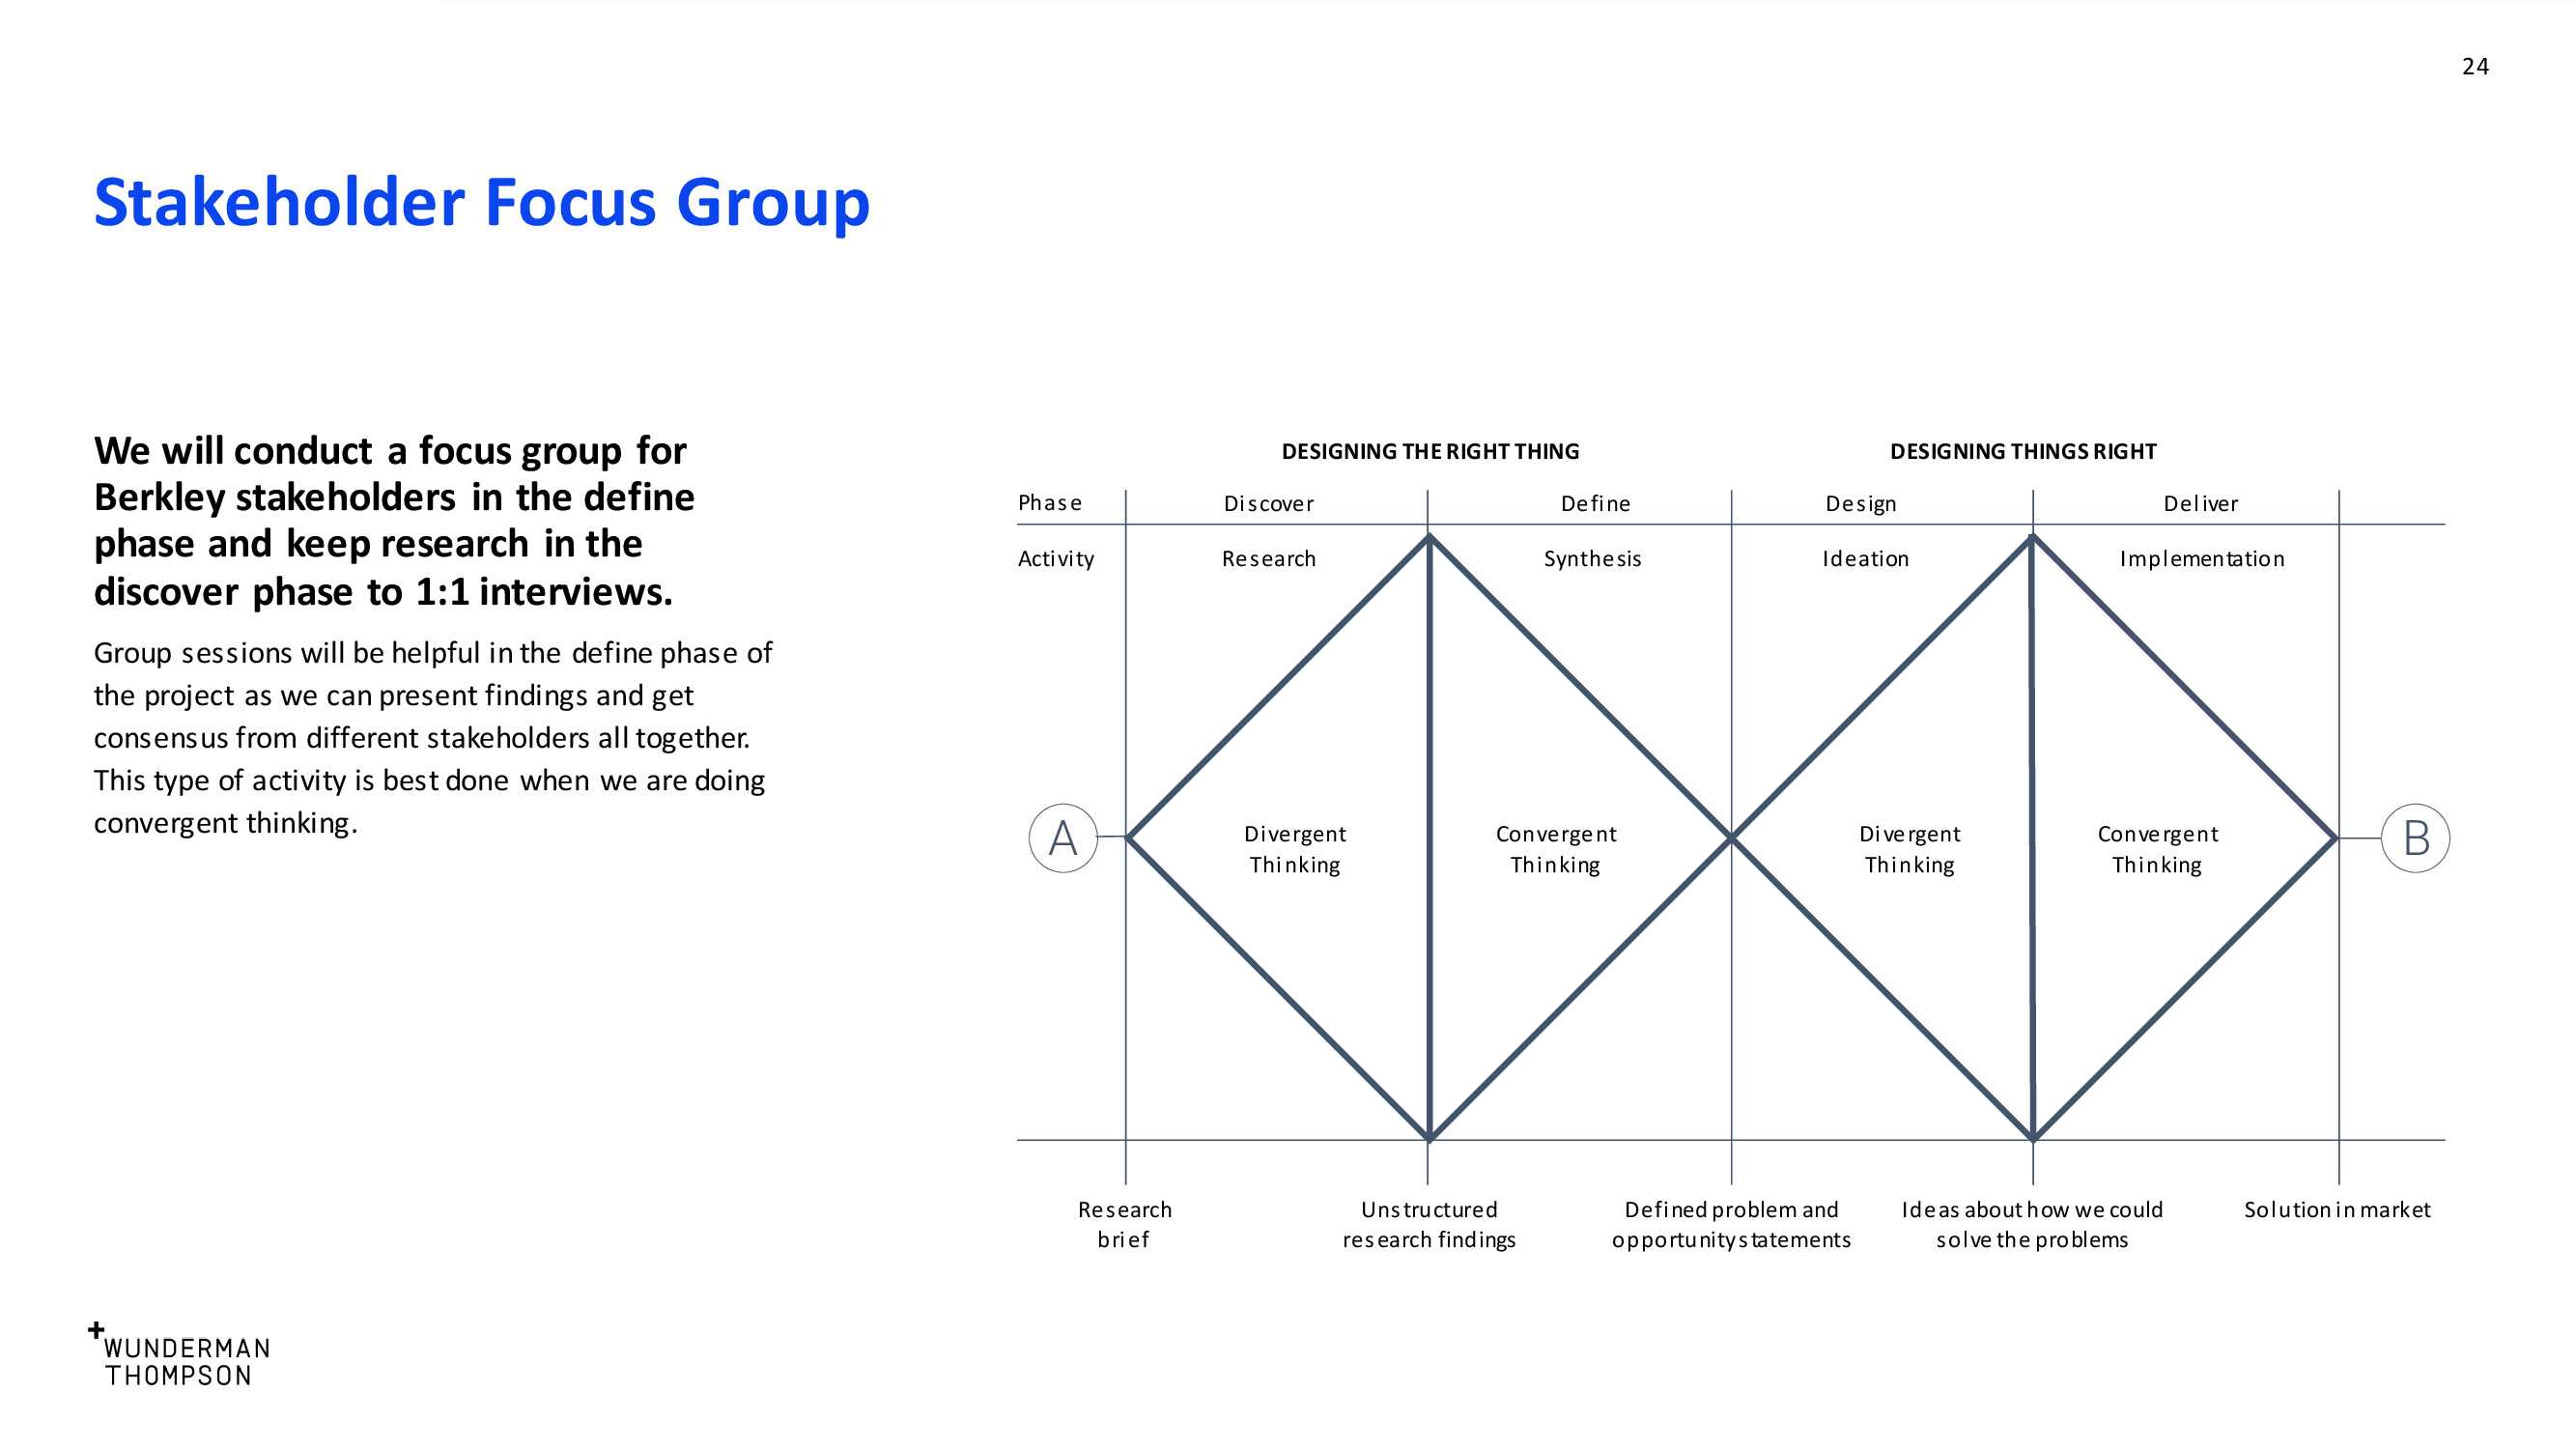 24
Stakeholder Focus Group
We will conduct a focus group for
Berkley stakeholders in the define
phase and keep research in the
discover phase to 1:1 interviews.
Group sessions will be helpful in the define phase of
the project as we can present findings and get
consensus from different stakeholders all together.
This type of activity is best done when we are doing
convergent thinking.
DESIGNING THE RIGHT THING
DESIGNING THINGS RIGHT
Phase
Discover
Define
Design
Deliver
Activity
Research
Synthesis
Ideation
Implementation
A
Divergent
Thinking
Convergent
Thinking
Divergent
Thinking
Convergent
Thinking
B
Research
brief
Unstructured
research findings
Defined problem and
opportunity statements
Ideas about how we could
solve the problems
Solution in market
+
WUNDERMAN
THOMPSON